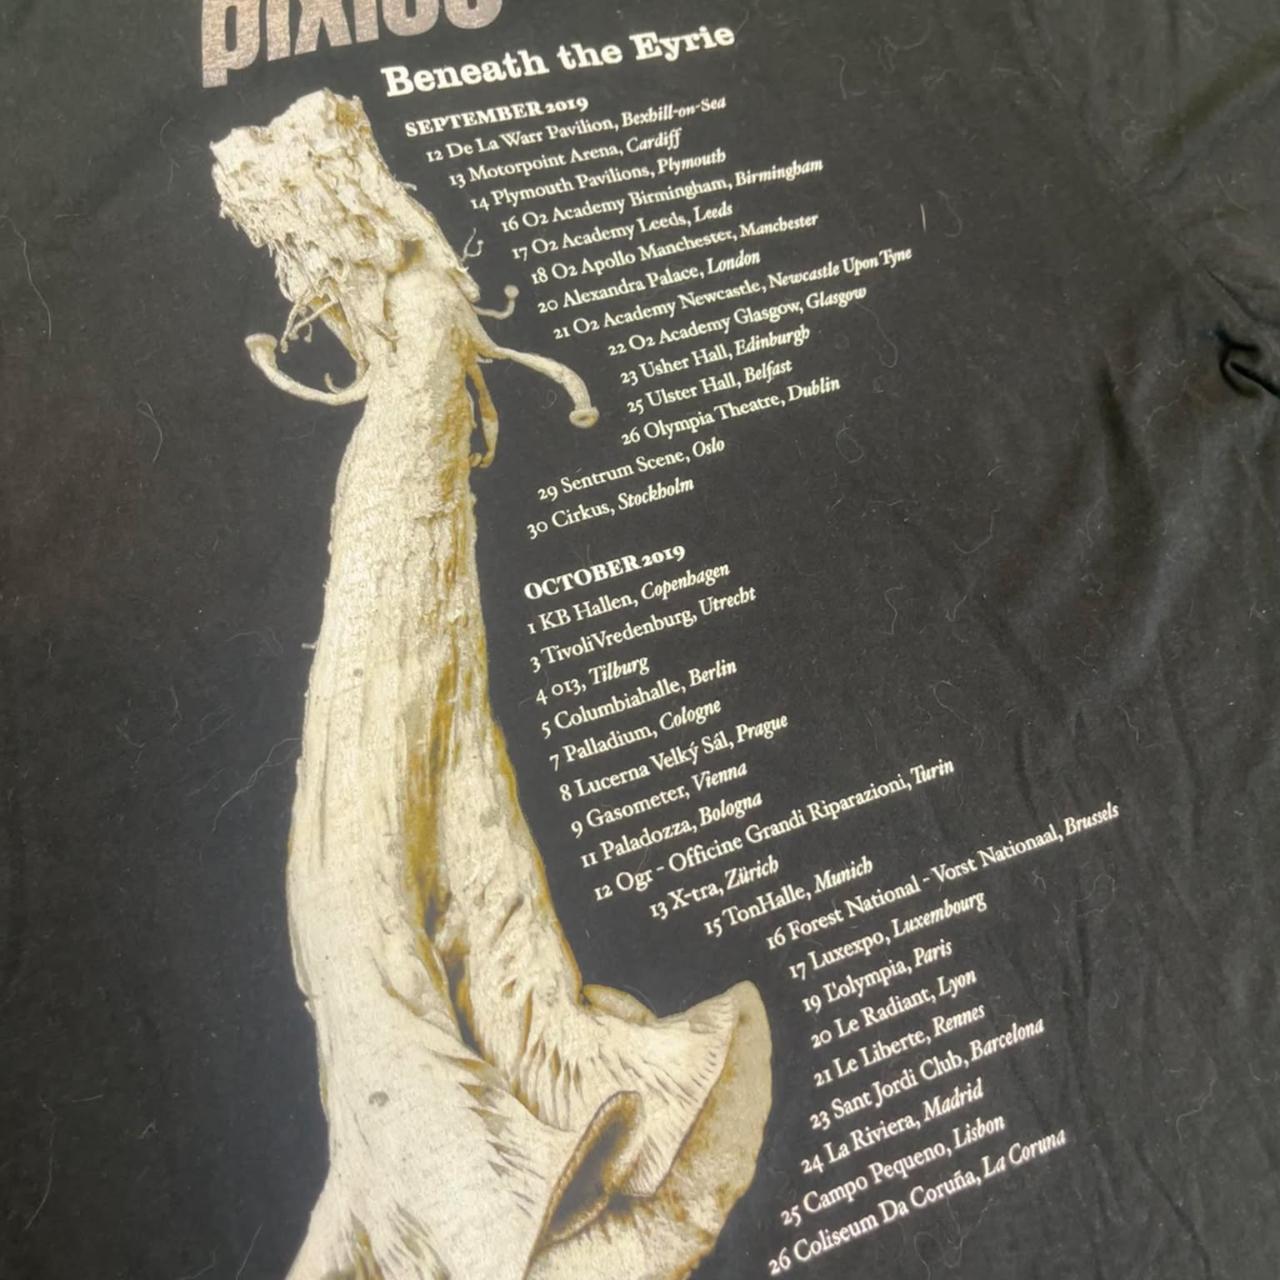 pixies
Beneath the Eyrie
SEPTEMBER 2019
12 De La Warr Pavilion, Bexhill-on-Sea
13 Motorpoint Arena, Cardiff
14 Plymouth Pavilions, Plymouth
16 O2 Academy Birmingham, Birmingham
17 O2 Academy Leeds, Leeds
18 O2 Apollo Manchester, Manchester
20 Alexandra Palace, London
21 O2 Academy Newcastle, Newcastle Upon Tyne
22 O2 Academy Glasgow, Glasgow
23 Usher Hall, Edinburgh
25 Ulster Hall, Belfast
26 Olympia Theatre, Dublin
29 Sentrum Scene, Oslo
30 Cirkus, Stockholm
OCTOBER 2019
1 KB Hallen, Copenhagen
3 TivoliVredenburg, Utrecht
4 013, Tilburg
5 Columbiahalle, Berlin
7 Palladium, Cologne
8 Lucerna Velký Sál, Prague
9 Gasometer, Vienna
11 Paladozza, Bologna
12 Ogr - Officine Grandi Riparazioni, Turin
13 X-tra, Zürich
15 TonHalle, Munich
16 Forest National - Vorst Nationaal, Brussels
17 Luxexpo, Luxembourg
19 L'olympia, Paris
20 Le Radiant, Lyon
21 Le Liberte, Rennes
23 Sant Jordi Club, Barcelona
24 La Riviera, Madrid
25 Campo Pequeno, Lisbon
26 Coliseum Da Coruña, La Coruna